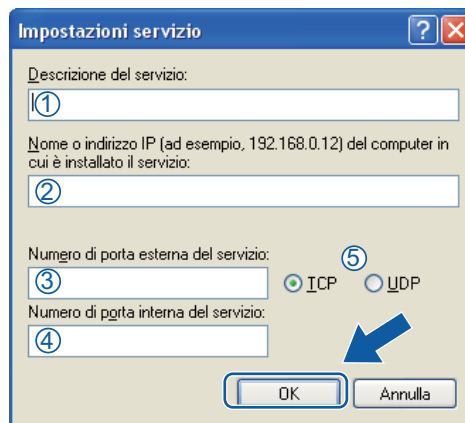 Impostazioni servizio
Descrizione del servizio:
①
Nome o indirizzo IP (ad esempio, 192.168.0.12) del computer in
cui è installato il servizio:
②
Numero di porta esterna del servizio:
③
⑤
TCP
UDP
Numero di porta interna del servizio:
④
OK
Annulla